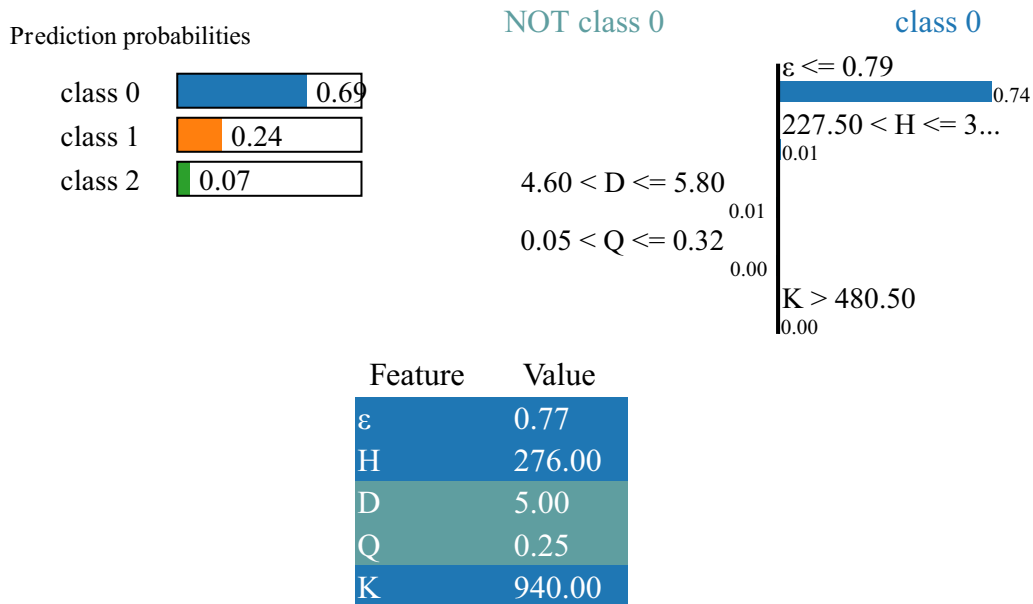 Prediction probabilities
class 0 0.69
class 1 0.24
class 2 0.07
NOT class 0 class 0
ε <= 0.79
0.74
227.50 < H <= 3...
0.01
4.60 < D <= 5.80
0.01
0.05 < Q <= 0.32
0.00
K > 480.50
0.00
Feature Value
ε 0.77
H 276.00
D 5.00
Q 0.25
K 940.00